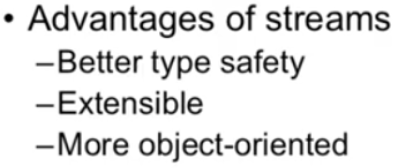 • Advantages of streams
–Better type safety
–Extensible
–More object-oriented